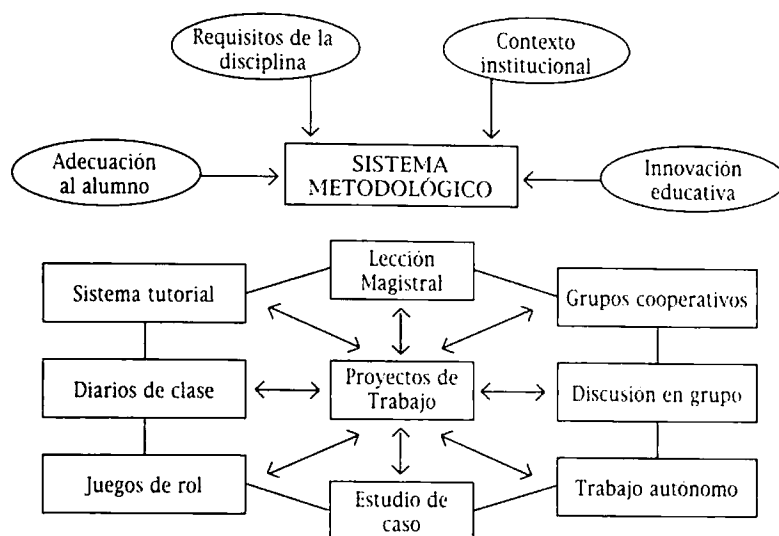 Requisitos de la
disciplina
Contexto
institucional
Adecuación
al alumno
SISTEMA
METODOLÓGICO
Innovación
educativa
Lección
Magistral
Sistema tutorial
Grupos cooperativos
Diarios de clase
Proyectos de
Trabajo
Discusión en grupo
Juegos de rol
Estudio de
caso
Trabajo autónomo